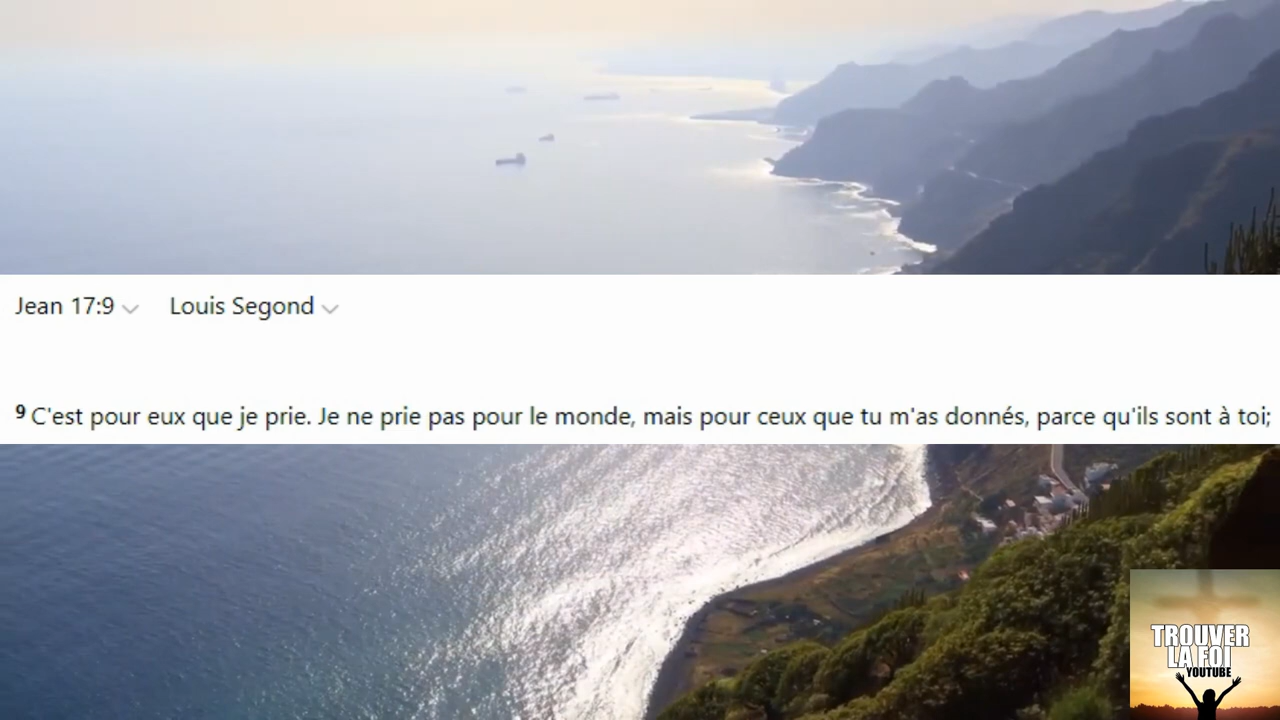 Jean 17:9 Louis Segond
9 C'est pour eux que je prie. Je ne prie pas pour le monde, mais pour ceux que tu m'as donnés, parce qu'ils sont à toi;
TROUVER
LA FOI
YOUTUBE